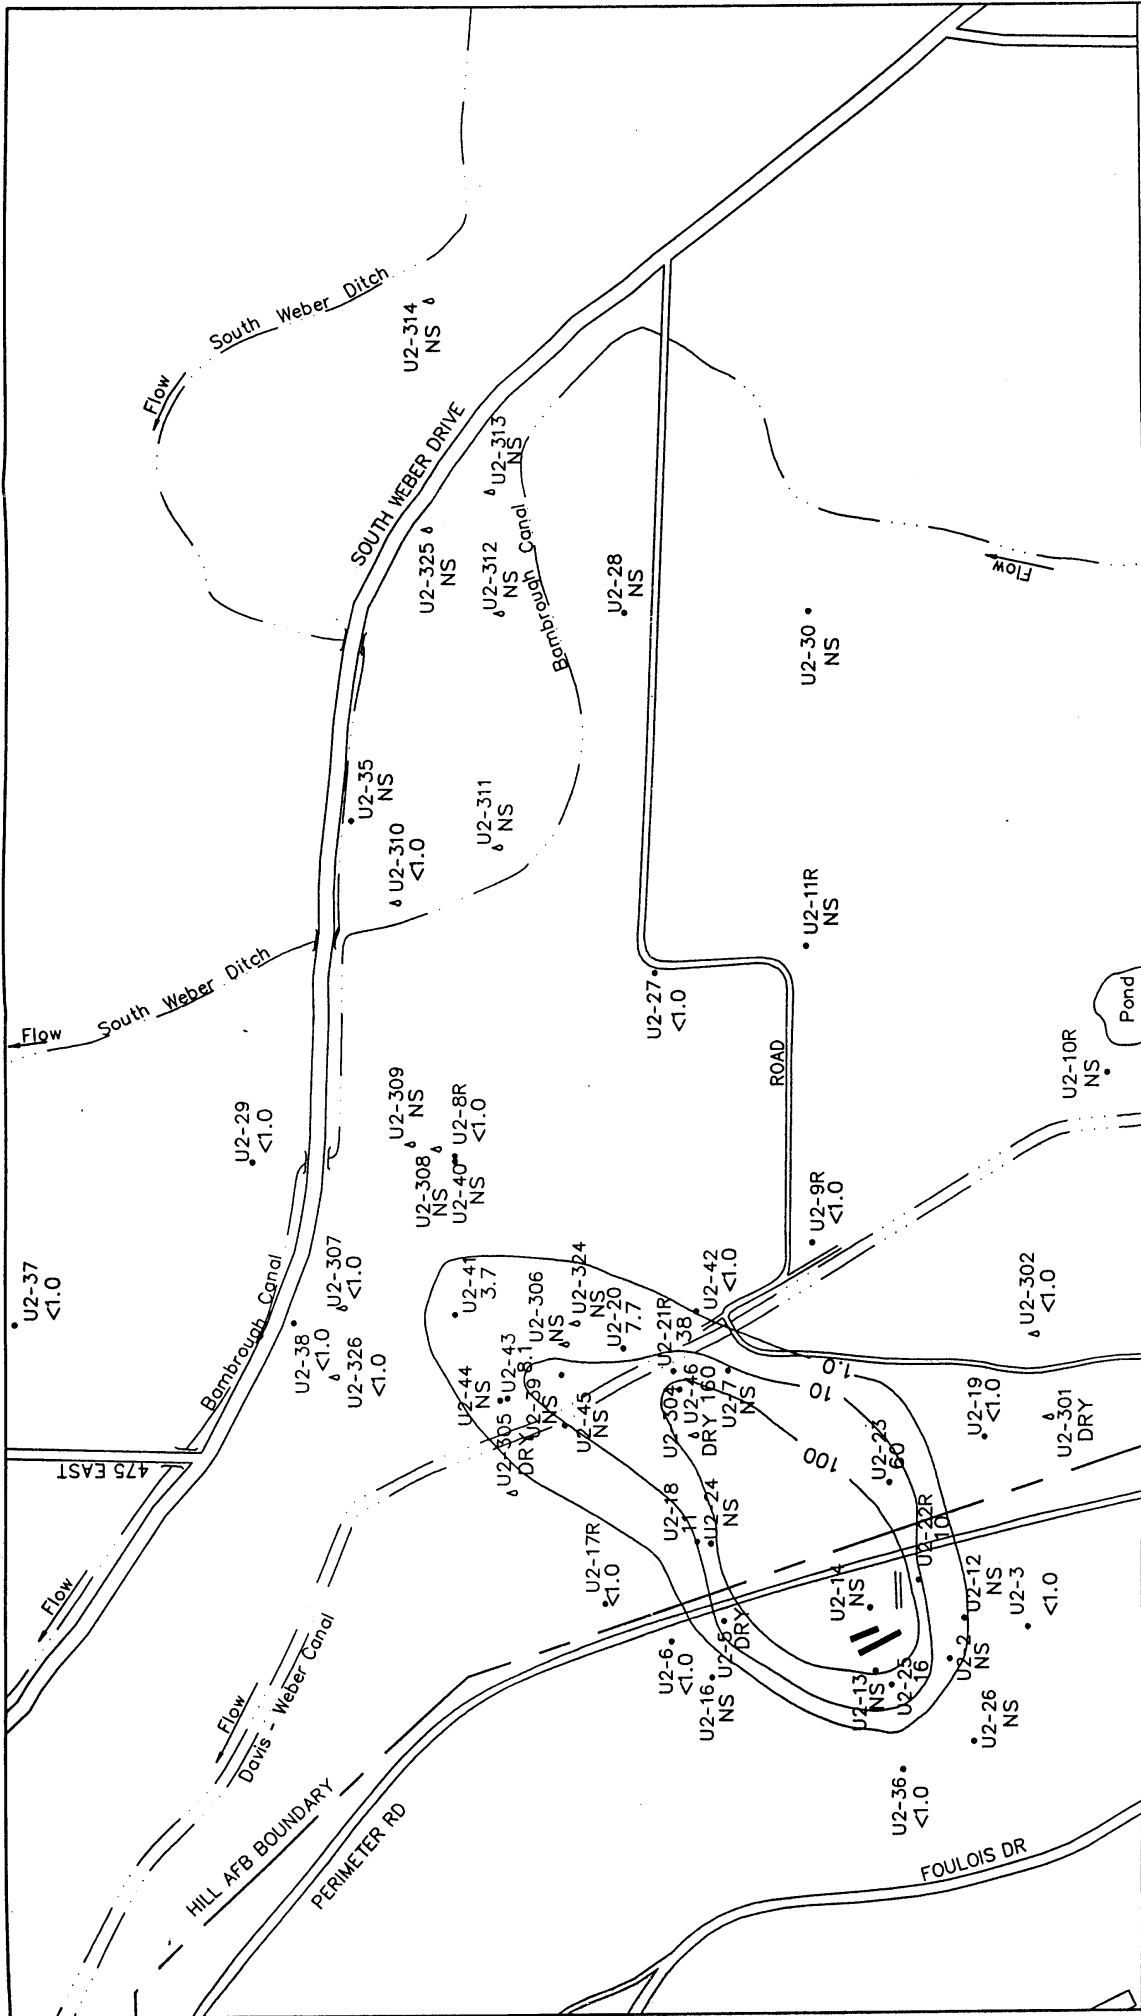 South Weber Ditch
Flow
U2-314
NS
SOUTH WEBER DRIVE
U2-313
NS
U2-325
NS
U2-312
NS
Bambrough Canal
U2-28
NS
Flow
U2-30
NS
U2-35
NS
U2-310
<1.0
U2-311
NS
U2-11R
NS
South Weber Ditch
Flow
U2-27
<1.0
Pond
U2-10R
NS
ROAD
U2-29
<1.0
U2-309
NS
U2-308
NS
U2-8R
<1.0
U2-40
NS
U2-9R
<1.0
U2-37
<1.0
Bambrough Canal
U2-307
<1.0
U2-38
<1.0
U2-326
<1.0
U2-41
3.7
U2-306
NS
U2-324
NS
U2-20
7.7
U2-42
<1.0
U2-21R
38
U2-302
<1.0
U2-44
NS
U2-43
8.1
U2-305
DRY
U2-39
NS
U2-45
NS
U2-304
DRY
U2-46
160
U2-7
NS
1.0
10
100
U2-19
<1.0
U2-301
DRY
U2-23
60
475 EAST
U2-18
11
U2-24
NS
U2-22R
10
U2-17R
<1.0
U2-14
NS
U2-12
NS
U2-3
<1.0
Flow
U2-6
<1.0
U2-5
DRY
U2-16
NS
U2-13
NS
U2-25
16
U2-2
NS
U2-26
NS
Flow
Davis - Weber Canal
HILL AFB BOUNDARY
PERIMETER RD
U2-36
<1.0
FOULOIS DR